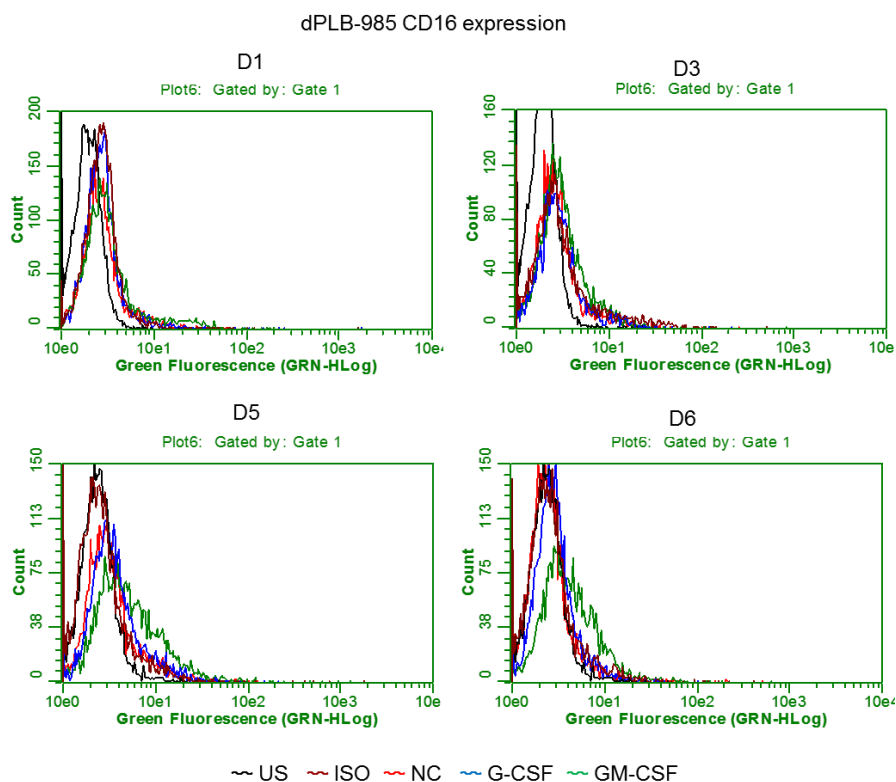 dPLB-985 CD16 expression
D1
Plot6: Gated by: Gate 1
200
150
100
50
0
Count
10e0 10e1 10e2 10e3 10e4
Green Fluorescence (GRN-HLog)
D3
Plot6: Gated by: Gate 1
160
120
80
40
0
Count
10e0 10e1 10e2 10e3 10e
Green Fluorescence (GRN-HLog)
D5
Plot6: Gated by: Gate 1
150
113
75
38
0
Count
10e0 10e1 10e2 10e3 10e
Green Fluorescence (GRN-HLog)
D6
Plot6: Gated by: Gate 1
150
113
75
38
0
Count
10e0 10e1 10e2 10e3 10e4
Green Fluorescence (GRN-HLog)
US ISO NC G-CSF GM-CSF